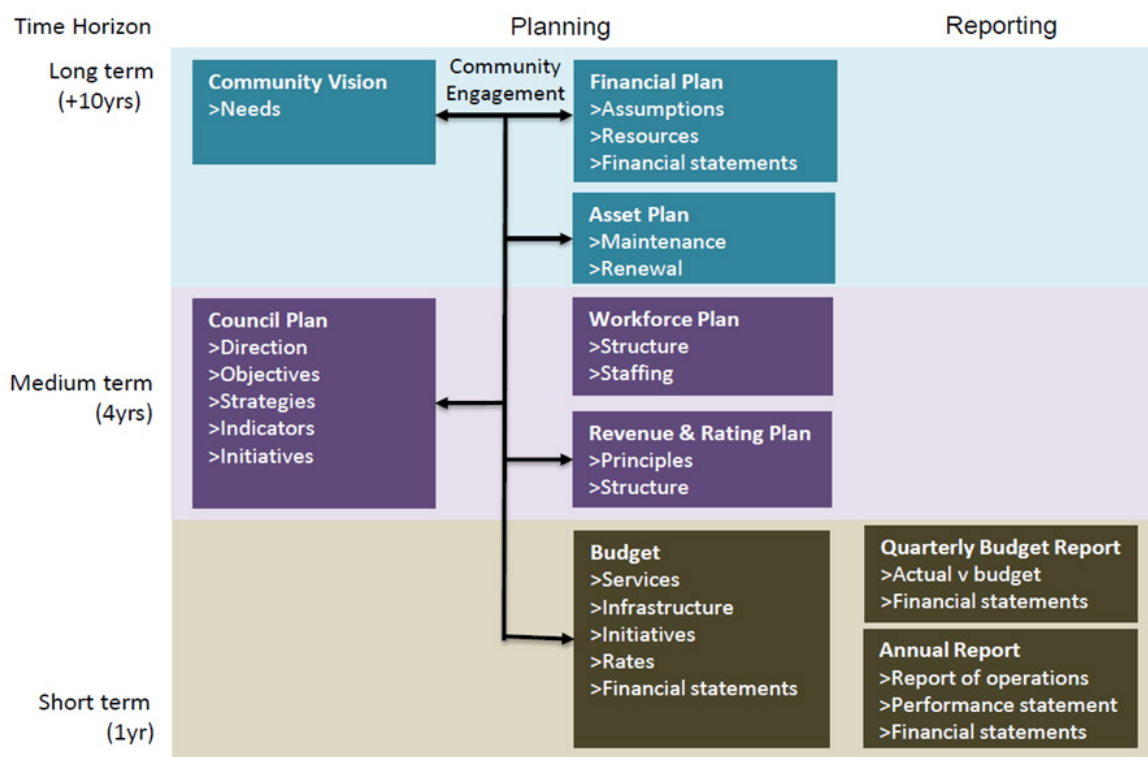 Time Horizon
Planning
Reporting
Long term
(+10yrs)
Community Vision
>Needs
Community
Engagement
Financial Plan
>Assumptions
>Resources
>Financial statements
Asset Plan
>Maintenance
>Renewal
Medium term
(4yrs)
Council Plan
>Direction
>Objectives
>Strategies
>Indicators
>Initiatives
Workforce Plan
>Structure
>Staffing
Revenue & Rating Plan
>Principles
>Structure
Short term
(1yr)
Budget
>Services
>Infrastructure
>Initiatives
>Rates
>Financial statements
Quarterly Budget Report
>Actual v budget
>Financial statements
Annual Report
>Report of operations
>Performance statement
>Financial statements